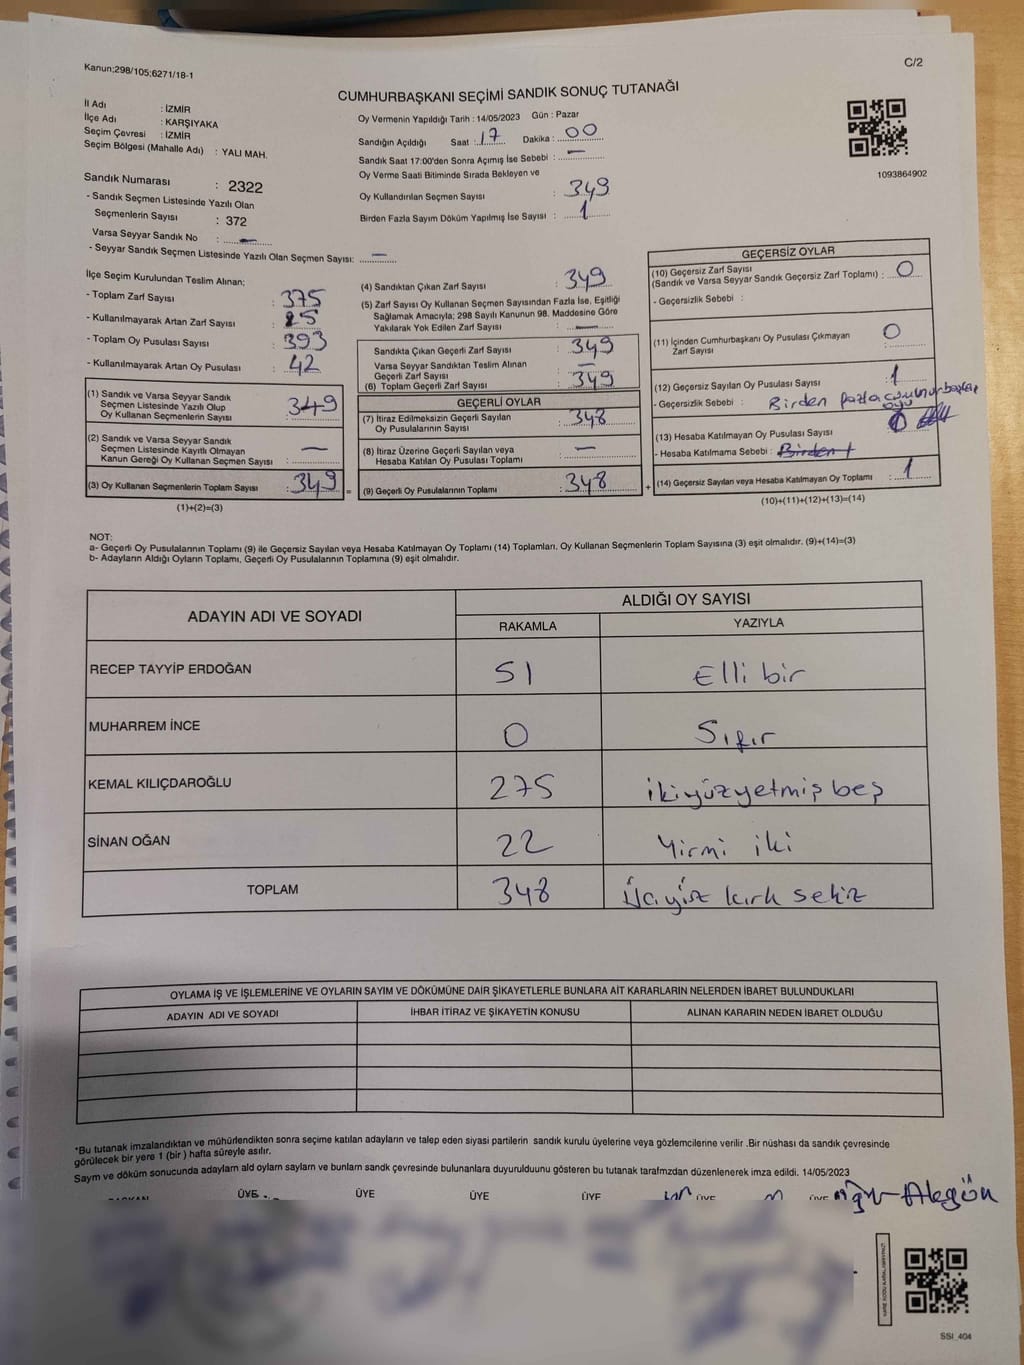 Kanun;298/105;6271/18-1
C/2
CUMHURBAŞKANI SEÇİMİ SANDIK SONUÇ TUTANAĞI
İl Adı : İZMİR
İlçe Adı : KARŞIYAKA
Seçim Çevresi : İZMİR
Seçim Bölgesi (Mahalle Adı) : YALI MAH.
Sandık Numarası : 2322
- Sandık Seçmen Listesinde Yazılı Olan
Seçmenlerin Sayısı : 372
Varsa Seyyar Sandık No : -
- Seyyar Sandık Seçmen Listesinde Yazılı Olan Seçmen Sayısı: -
Oy Vermenin Yapıldığı Tarih : 14/05/2023 Gün : Pazar
Sandığın Açıldığı Saat : 17 Dakika : 00
Sandık Saat 17:00'den Sonra Açımış İse Sebebi : -
Oy Verme Saati Bitiminde Sırada Bekleyen ve
Oy Kullandırılan Seçmen Sayısı : 349
Birden Fazla Sayım Döküm Yapılmış İse Sayısı : 1
1093864902
İlçe Seçim Kurulundan Teslim Alınan;
- Toplam Zarf Sayısı : 375
- Kullanılmayarak Artan Zarf Sayısı : 25
- Toplam Oy Pusulası Sayısı : 393
- Kullanılmayarak Artan Oy Pusulası : 42
(1) Sandık ve Varsa Seyyar Sandık
Seçmen Listesinde Yazılı Olup
Oy Kullanan Seçmenlerin Sayısı : 349
(2) Sandık ve Varsa Seyyar Sandık
Seçmen Listesinde Kayıtlı Olmayan
Kanun Gereği Oy Kullanan Seçmen Sayısı : -
(3) Oy Kullanan Seçmenlerin Toplam Sayısı : 349 =
(1)+(2)=(3)
(4) Sandıktan Çıkan Zarf Sayısı : 349
(5) Zarf Sayısı Oy Kullanan Seçmen Sayısından Fazla İse, Eşitliği
Sağlamak Amacıyla; 298 Sayılı Kanunun 98. Maddesine Göre
Yakılarak Yok Edilen Zarf Sayısı : -
Sandıkta Çıkan Geçerli Zarf Sayısı : 349
Varsa Seyyar Sandıktan Teslim Alınan
Geçerli Zarf Sayısı : -
(6) Toplam Geçerli Zarf Sayısı : 349
GEÇERLİ OYLAR
(7) İtiraz Edilmeksizin Geçerli Sayılan
Oy Pusulalarının Sayısı : 348
(8) İtiraz Üzerine Geçerli Sayılan veya
Hesaba Katılan Oy Pusulası Toplamı : -
(9) Geçerli Oy Pusulalarının Toplamı : 348 +
GEÇERSİZ OYLAR
(10) Geçersiz Zarf Sayısı
(Sandık ve Varsa Seyyar Sandık Geçersiz Zarf Toplamı) : 0
- Geçersizlik Sebebi :
(11) İçinden Cumhurbaşkanı Oy Pusulası Çıkmayan
Zarf Sayısı : 0
(12) Geçersiz Sayılan Oy Pusulası Sayısı : 1
- Geçersizlik Sebebi : Birden fazla cumhurbaşkanı
oyu
(13) Hesaba Katılmayan Oy Pusulası Sayısı
- Hesaba Katılmama Sebebi : Birden f
(14) Geçersiz Sayılan veya Hesaba Katılmayan Oy Toplamı : 1
(10)+(11)+(12)+(13)=(14)
NOT:
a- Geçerli Oy Pusulalarının Toplamı (9) ile Geçersiz Sayılan veya Hesaba Katılmayan Oy Toplamı (14) Toplamları, Oy Kullanan Seçmenlerin Toplam Sayısına (3) eşit olmalıdır. (9)+(14)=(3)
b- Adayların Aldığı Oyların Toplamı, Geçerli Oy Pusulalarının Toplamına (9) eşit olmalıdır.
ADAYIN ADI VE SOYADI ALDIĞI OY SAYISI
RAKAMLA YAZIYLA
RECEP TAYYİP ERDOĞAN 51 Elli bir
MUHARREM İNCE 0 Sıfır
KEMAL KILIÇDAROĞLU 275 ikiyüzyetmiş beş
SİNAN OĞAN 22 Yirmi iki
TOPLAM 348 Üçyüz kırk sekiz
OYLAMA İŞ VE İŞLEMLERİNE VE OYLARIN SAYIM VE DÖKÜMÜNE DAİR ŞİKAYETLERLE BUNLARA AİT KARARLARIN NELERDEN İBARET BULUNDUKLARI
ADAYIN ADI VE SOYADI İHBAR İTİRAZ VE ŞİKAYETİN KONUSU ALINAN KARARIN NEDEN İBARET OLDUĞU
*Bu tutanak imzalandıktan ve mühürlendikten sonra seçime katılan adayların ve talep eden siyasi partilerin sandık kurulu üyelerine veya gözlemcilerine verilir .Bir nüshası da sandık çevresinde
görülecek bir yere 1 (bir ) hafta süreyle asılır.
Sayım ve döküm sonucunda adayların ald oyların sayları ve bunların sandk çevresinde bulunanlara duyurulduunu gösteren bu tutanak tarafmzdan düzenlenerek imza edildi. 14/05/2023
BAŞKAN ÜYE ÜYE ÜYE ÜYE ÜYE ÜYE Akgün
SSI_404